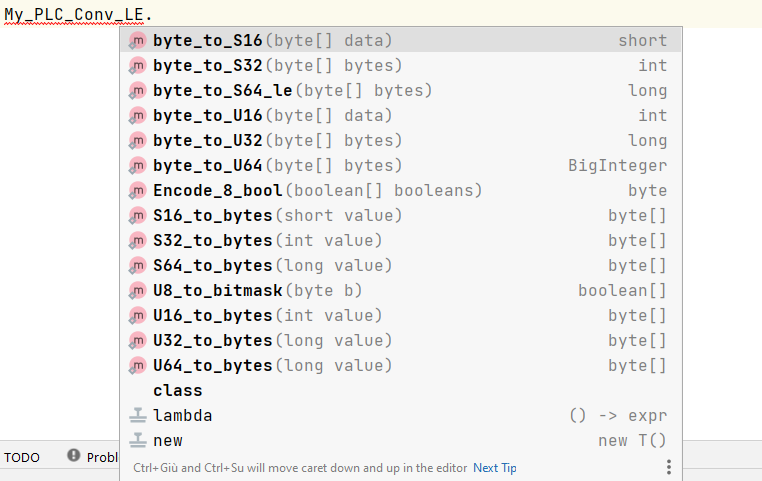 My_PLC_Conv_LE.
m byte_to_S16(byte[] data) short
m byte_to_S32(byte[] bytes) int
m byte_to_S64_le(byte[] bytes) long
m byte_to_U16(byte[] data) int
m byte_to_U32(byte[] bytes) long
m byte_to_U64(byte[] bytes) BigInteger
m Encode_8_bool(boolean[] booleans) byte
m S16_to_bytes(short value) byte[]
m S32_to_bytes(int value) byte[]
m S64_to_bytes(long value) byte[]
m U8_to_bitmask(byte b) boolean[]
m U16_to_bytes(int value) byte[]
m U32_to_bytes(long value) byte[]
m U64_to_bytes(long value) byte[]
class
lambda () -> expr
new new T()
TODO Probl
Ctrl+Giù and Ctrl+Su will move caret down and up in the editor Next Tip